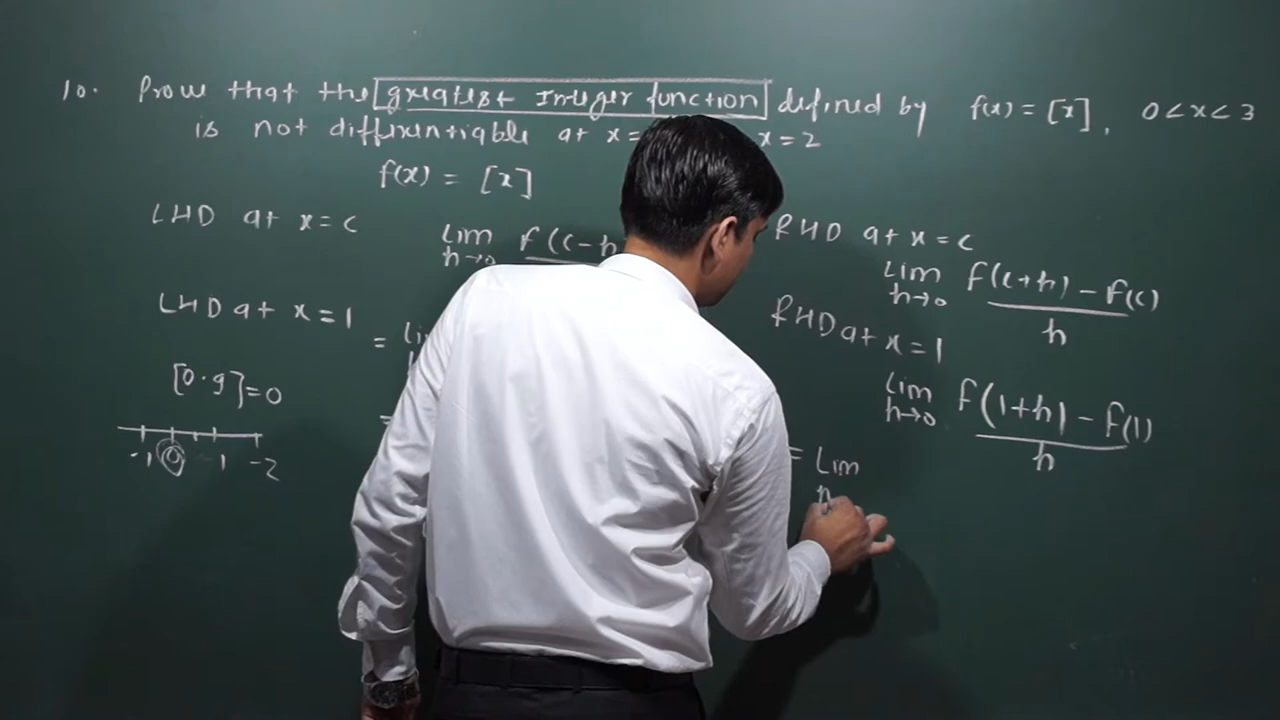 10. Prove that the greatest Integer function defined by f(x) = [x], 0 < x < 3
is not differentiable at x = x = 2
f(x) = [x]
LHD at x = c
lim h→0 f(c-h
LHD at x = 1
=
[0.9] = 0
-1 0 1 2
RHD at x = c
Lim h→0 f(c+h) - f(c) / h
RHD at x = 1
Lim h→0 f(1+h) - f(1) / h
= Lim
h